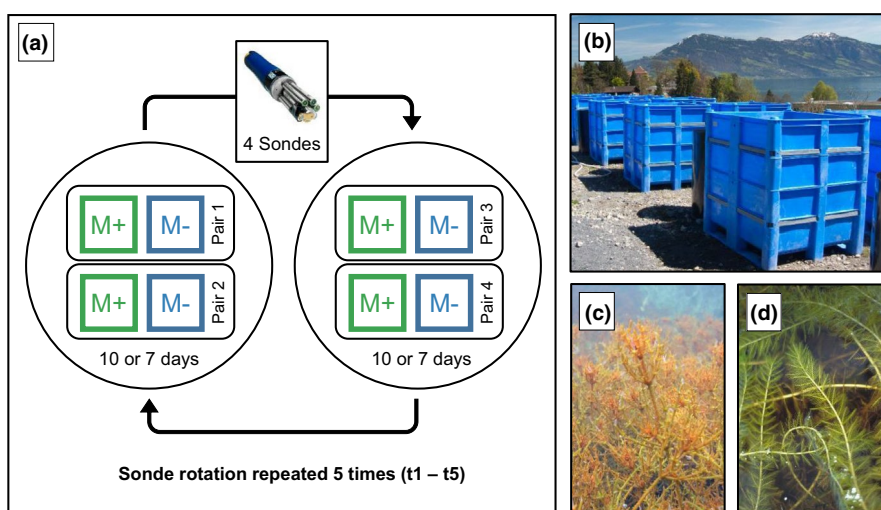 (a)
4 Sondes
M+ M- Pair 1
M+ M- Pair 2
10 or 7 days
M+ M- Pair 3
M+ M- Pair 4
10 or 7 days
Sonde rotation repeated 5 times (t1 – t5)
(b)
(c)
(d)